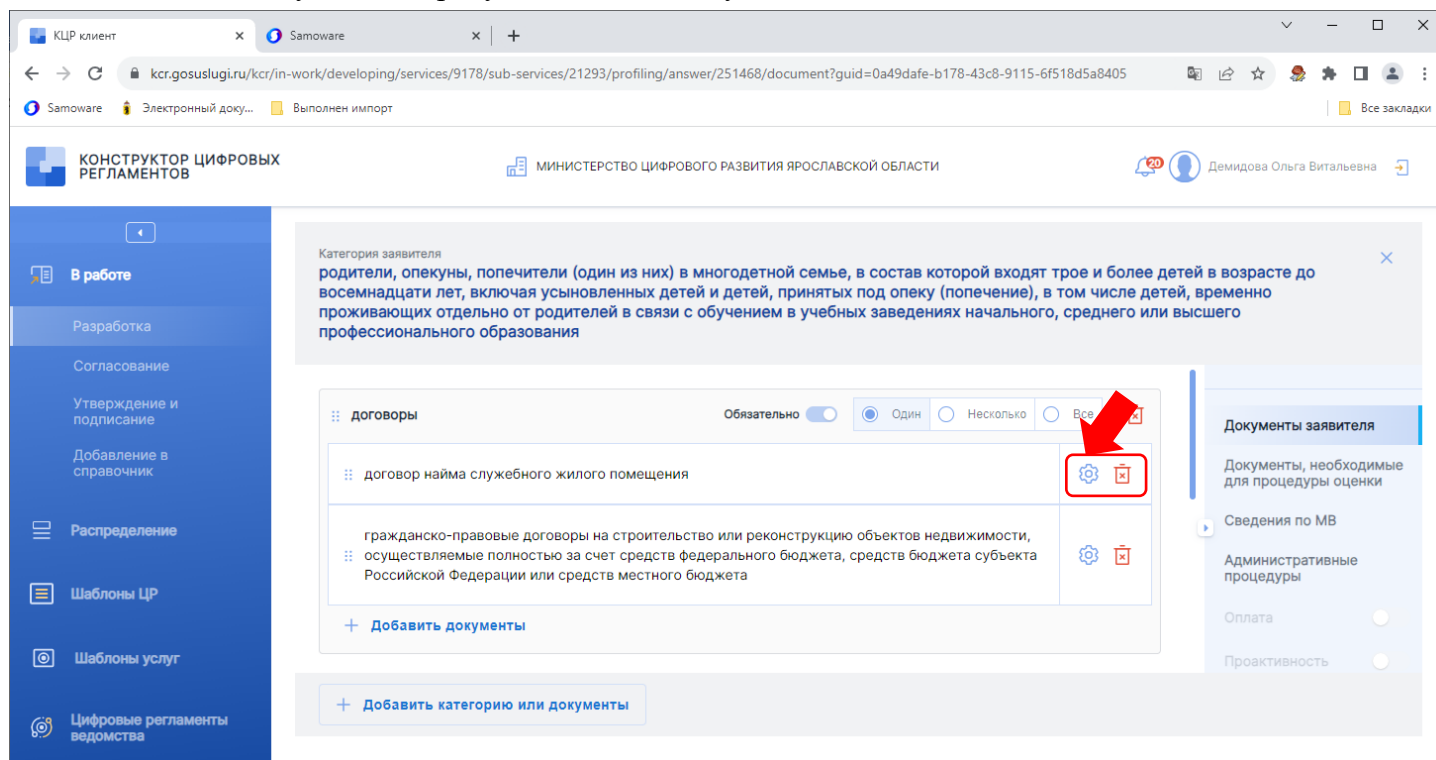 КЦР клиент
Samoware
kcr.gosuslugi.ru/kcr/in-work/developing/services/9178/sub-services/21293/profiling/answer/251468/document?guid=0a49dafe-b178-43c8-9115-6f518d5a8405
Samoware
Электронный доку...
Выполнен импорт
Все закладки
КОНСТРУКТОР ЦИФРОВЫХ
РЕГЛАМЕНТОВ
МИНИСТЕРСТВО ЦИФРОВОГО РАЗВИТИЯ ЯРОСЛАВСКОЙ ОБЛАСТИ
20
Демидова Ольга Витальевна
В работе
Разработка
Согласование
Утверждение и
подписание
Добавление в
справочник
Распределение
Шаблоны ЦР
Шаблоны услуг
Цифровые регламенты
ведомства
Категория заявителя
родители, опекуны, попечители (один из них) в многодетной семье, в состав которой входят трое и более детей в возрасте до
восемнадцати лет, включая усыновленных детей и детей, принятых под опеку (попечение), в том числе детей, временно
проживающих отдельно от родителей в связи с обучением в учебных заведениях начального, среднего или высшего
профессионального образования
договоры
Обязательно
Один
Несколько
Все
договор найма служебного жилого помещения
гражданско-правовые договоры на строительство или реконструкцию объектов недвижимости,
осуществляемые полностью за счет средств федерального бюджета, средств бюджета субъекта
Российской Федерации или средств местного бюджета
+ Добавить документы
+ Добавить категорию или документы
Документы заявителя
Документы, необходимые
для процедуры оценки
Сведения по МВ
Административные
процедуры
Оплата
Проактивность